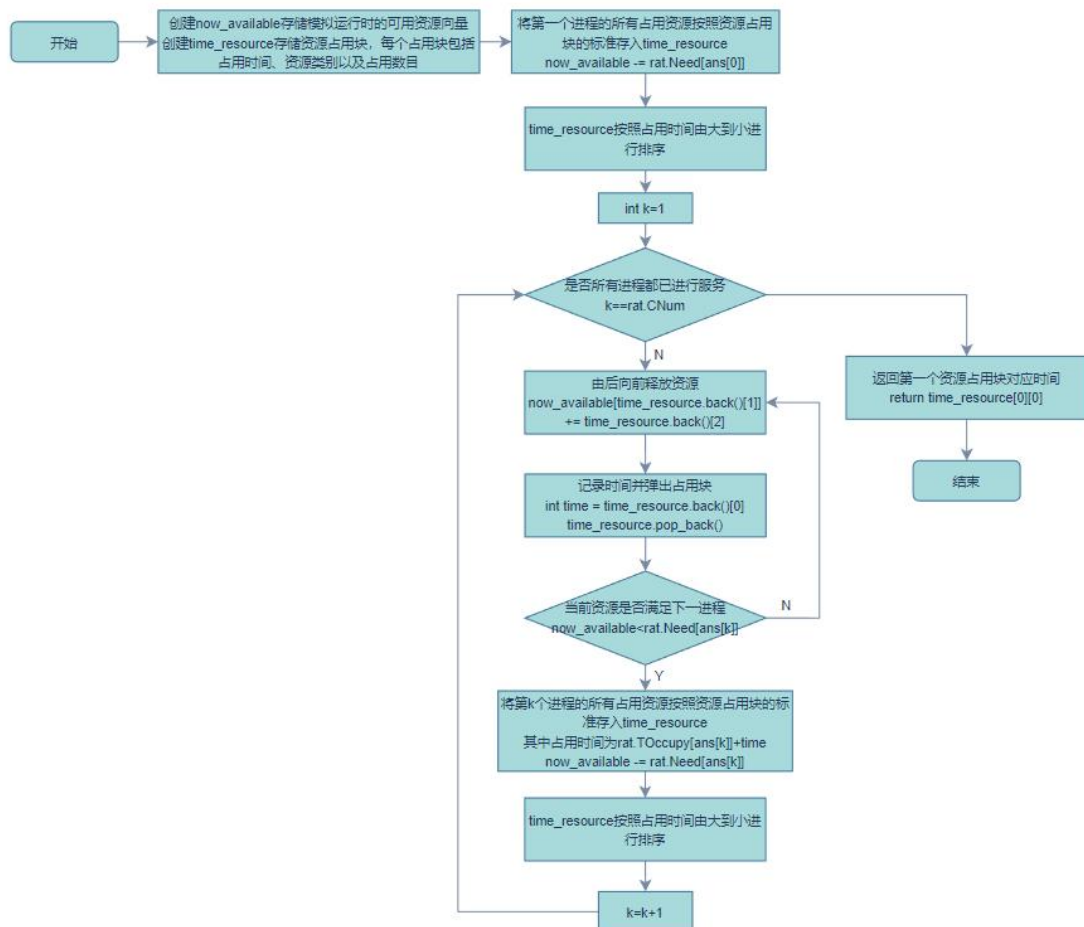 开始
创建now_available存储模拟运行时的可用资源向量
创建time_resource存储资源占用块，每个占用块包括
占用时间、资源类别以及占用数目
将第一个进程的所有占用资源按照资源占用
块的标准存入time_resource
now_available -= rat.Need[ans[0]]
time_resource按照占用时间由大到小进
行排序
int k=1
是否所有进程都已进行服务
k==rat.CNum
N
由后向前释放资源
now_available[time_resource.back()[1]]
+= time_resource.back()[2]
返回第一个资源占用块对应时间
return time_resource[0][0]
结束
记录时间并弹出占用块
int time = time_resource.back()[0]
time_resource.pop_back()
当前资源是否满足下一进程
now_available<rat.Need[ans[k]]
N
Y
将第k个进程的所有占用资源按照资源占用块的标
准存入time_resource
其中占用时间为rat.TOccupy[ans[k]]+time
now_available -= rat.Need[ans[k]]
time_resource按照占用时间由大到小进
行排序
k=k+1